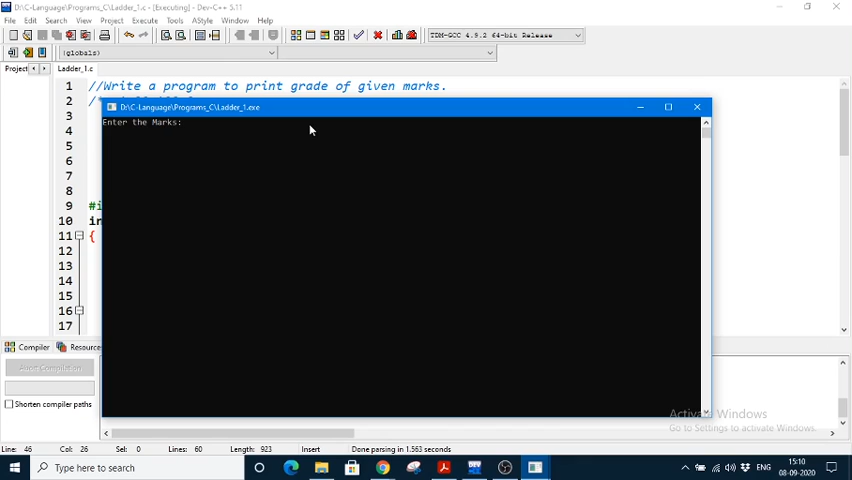 D:\C-Language\Programs_C\Ladder_1.c - [Executing] - Dev-C++ 5.11
File Edit Search View Project Execute Tools AStyle Window Help
TDM-GCC 4.9.2 64-bit Release
(globals)
Project
Ladder_1.c
1 //Write a program to print grade of given marks.
2
D:\C-Language\Programs_C\Ladder_1.exe
Enter the Marks:
3
4
5
6
7
8
9 #i
10 in
11 {
12
13
14
15
16
17
Compiler Resource
Abort Compilation
Shorten compiler paths
Activate Windows
Go to Settings to activate Windows.
Line: 46 Col: 26 Sel: 0 Lines: 60 Length: 923 Insert Done parsing in 1.563 seconds
Type here to search
DEV
ENG
15:10
08-09-2020